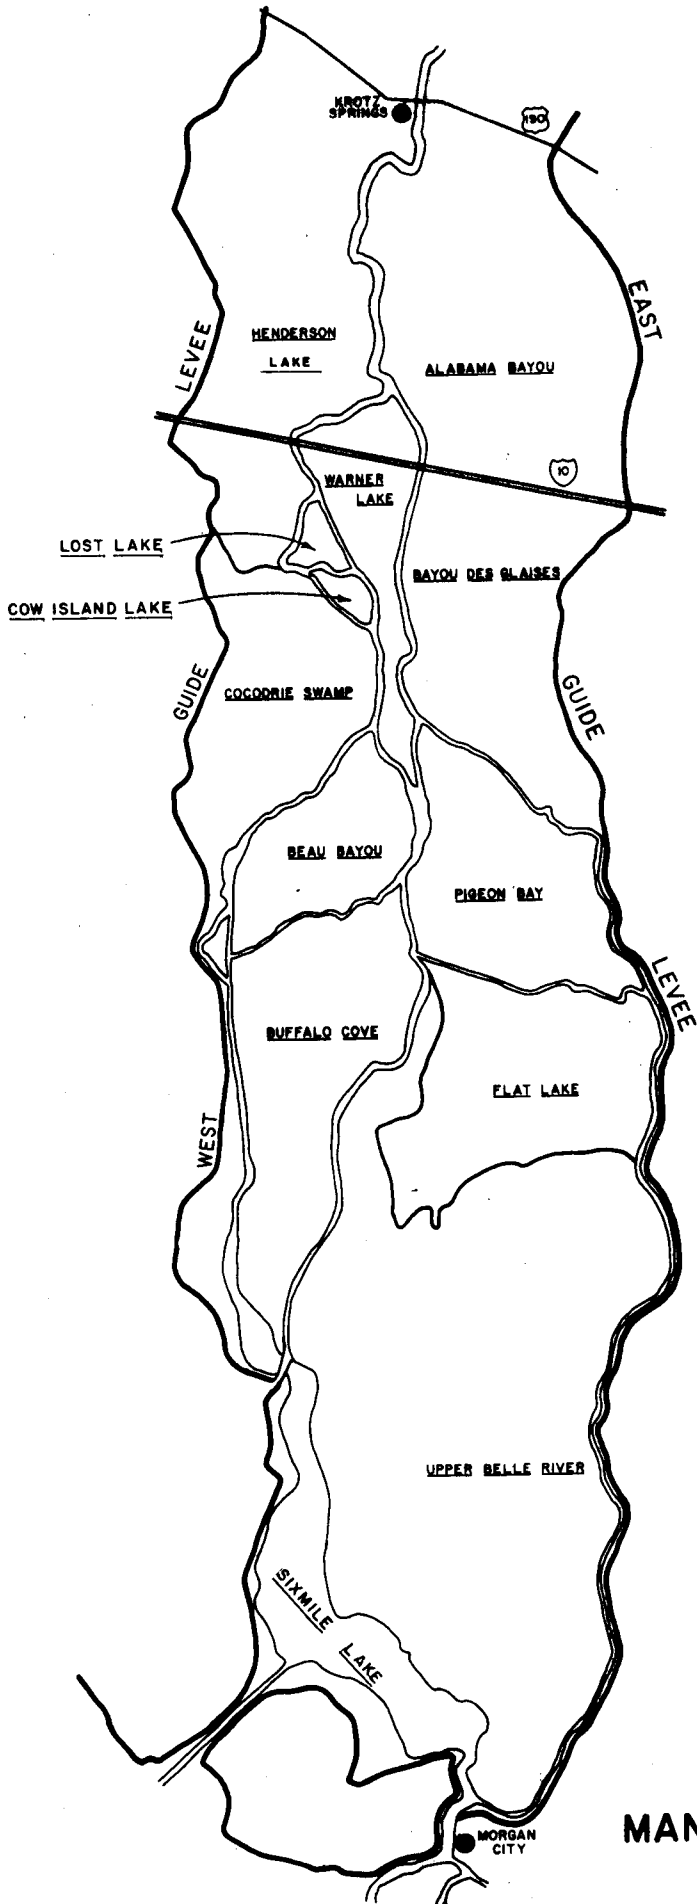 KROTZ
SPRINGS
190
EAST
LEVEE
HENDERSON
LAKE
ALABAMA BAYOU
10
WARNER
LAKE
LOST LAKE
BAYOU DES GLAISES
COW ISLAND LAKE
GUIDE
COCODRIE SWAMP
GUIDE
BEAU BAYOU
PIGEON BAY
LEVEE
BUFFALO COVE
FLAT LAKE
WEST
UPPER BELLE RIVER
SIXMILE LAKE
MORGAN
CITY
MAN